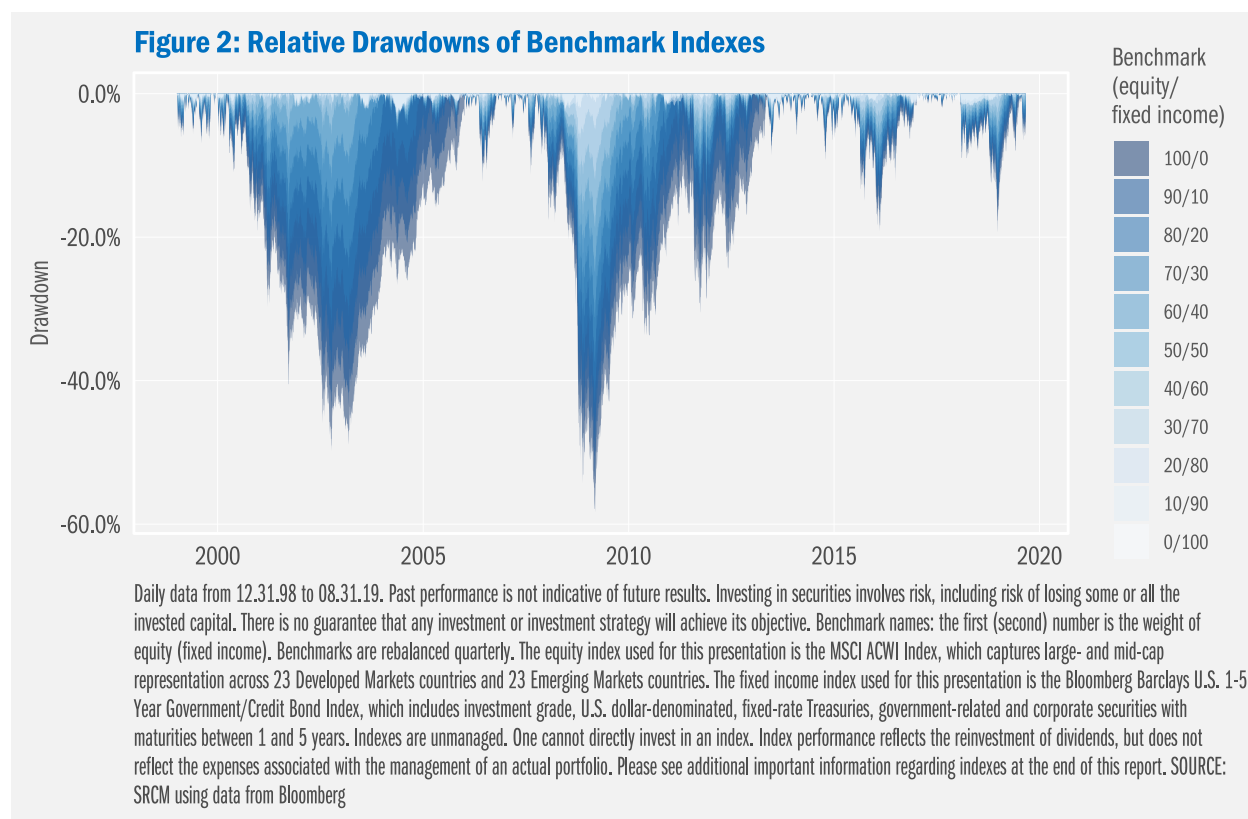 Figure 2: Relative Drawdowns of Benchmark Indexes
Benchmark
(equity/
fixed income)
100/0
90/10
80/20
70/30
60/40
50/50
40/60
30/70
20/80
10/90
0/100
Drawdown
0.0%
-20.0%
-40.0%
-60.0%
2000
2005
2010
2015
2020
Daily data from 12.31.98 to 08.31.19. Past performance is not indicative of future results. Investing in securities involves risk, including risk of losing some or all the
invested capital. There is no guarantee that any investment or investment strategy will achieve its objective. Benchmark names: the first (second) number is the weight of
equity (fixed income). Benchmarks are rebalanced quarterly. The equity index used for this presentation is the MSCI ACWI Index, which captures large- and mid-cap
representation across 23 Developed Markets countries and 23 Emerging Markets countries. The fixed income index used for this presentation is the Bloomberg Barclays U.S. 1-5
Year Government/Credit Bond Index, which includes investment grade, U.S. dollar-denominated, fixed-rate Treasuries, government-related and corporate securities with
maturities between 1 and 5 years. Indexes are unmanaged. One cannot directly invest in an index. Index performance reflects the reinvestment of dividends, but does not
reflect the expenses associated with the management of an actual portfolio. Please see additional important information regarding indexes at the end of this report. SOURCE:
SRCM using data from Bloomberg